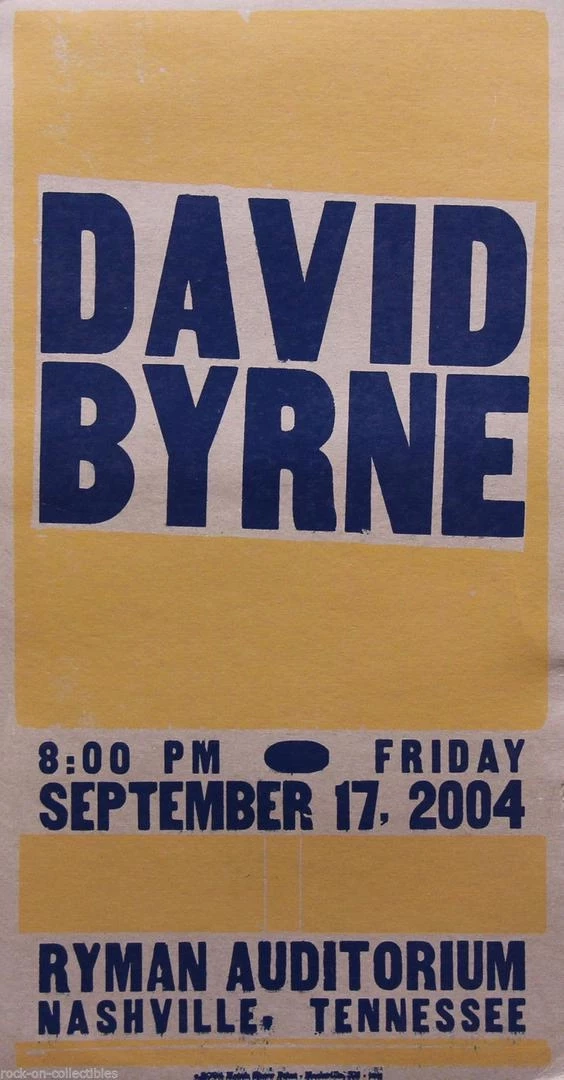 DAVID
BYRNE
8:00 PM FRIDAY
SEPTEMBER 17, 2004
RYMAN AUDITORIUM
NASHVILLE, TENNESSEE
rock-on-collectibles